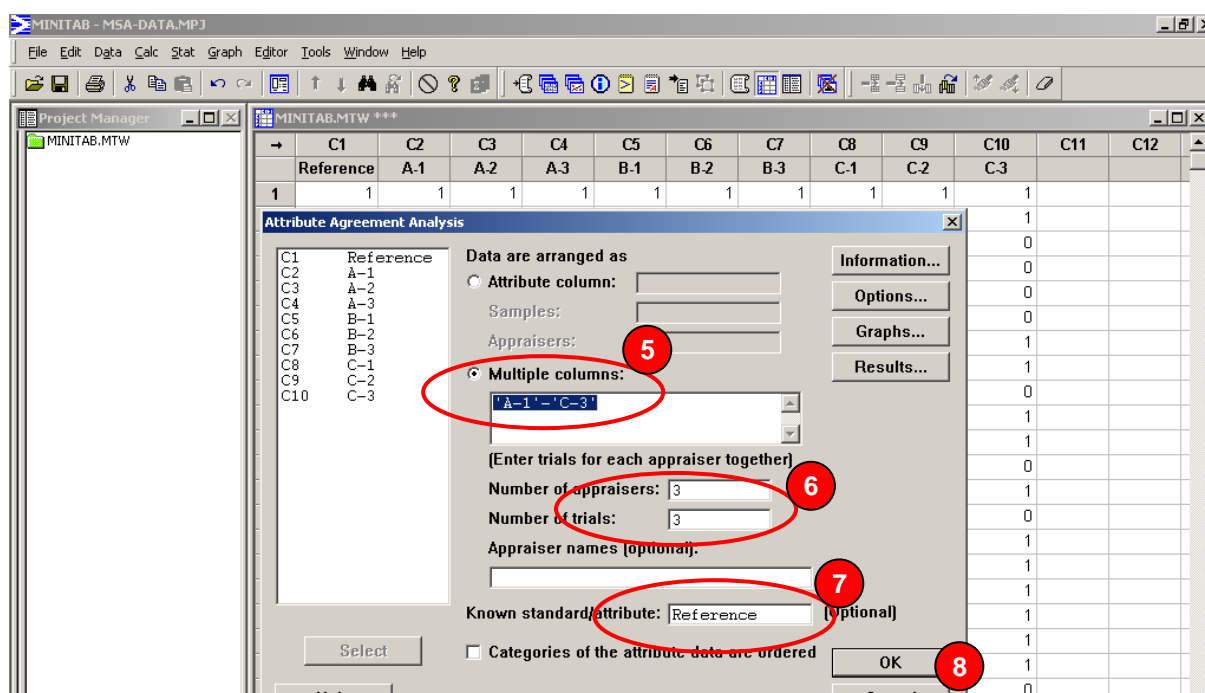 MINITAB - MSA-DATA.MPJ
File Edit Data Calc Stat Graph Editor Tools Window Help
Project Manager
MINITAB.MTW
MINITAB.MTW ***
C1 C2 C3 C4 C5 C6 C7 C8 C9 C10 C11 C12
Reference A-1 A-2 A-3 B-1 B-2 B-3 C-1 C-2 C-3
1 1 1 1 1 1 1 1 1 1 1
Attribute Agreement Analysis
C1 Reference
C2 A-1
C3 A-2
C4 A-3
C5 B-1
C6 B-2
C7 B-3
C8 C-1
C9 C-2
C10 C-3
Select
Data are arranged as
Attribute column:
Samples:
Appraisers:
5
Multiple columns:
'A-1'-'C-3'
(Enter trials for each appraiser together)
Number of appraisers: 3
6
Number of trials: 3
Appraiser names (optional):
7
Known standard/attribute: Reference (Optional)
Categories of the attribute data are ordered
Information...
Options...
Graphs...
Results...
OK
8
1
0
0
0
0
1
1
0
1
1
0
1
0
1
1
1
1
1
0